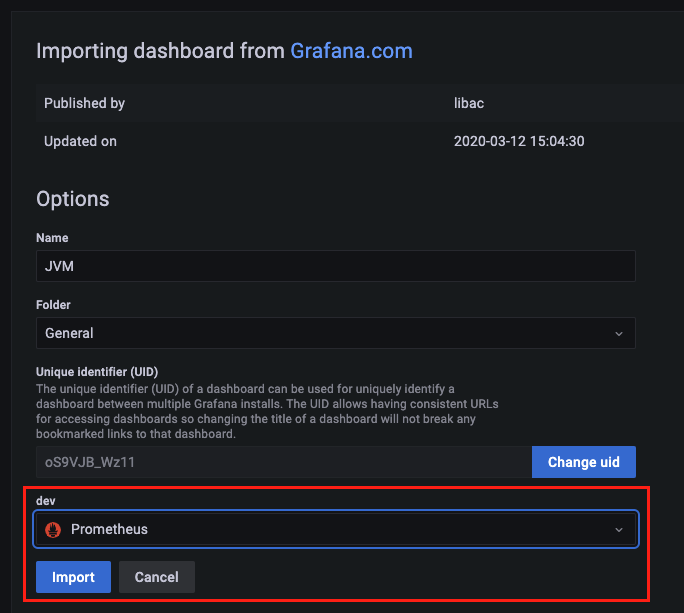 Importing dashboard from Grafana.com
Published by libac
Updated on 2020-03-12 15:04:30
Options
Name
JVM
Folder
General
Unique identifier (UID)
The unique identifier (UID) of a dashboard can be used for uniquely identify a
dashboard between multiple Grafana installs. The UID allows having consistent URLs
for accessing dashboards so changing the title of a dashboard will not break any
bookmarked links to that dashboard.
oS9VJB_Wz11 Change uid
dev
Prometheus
Import Cancel